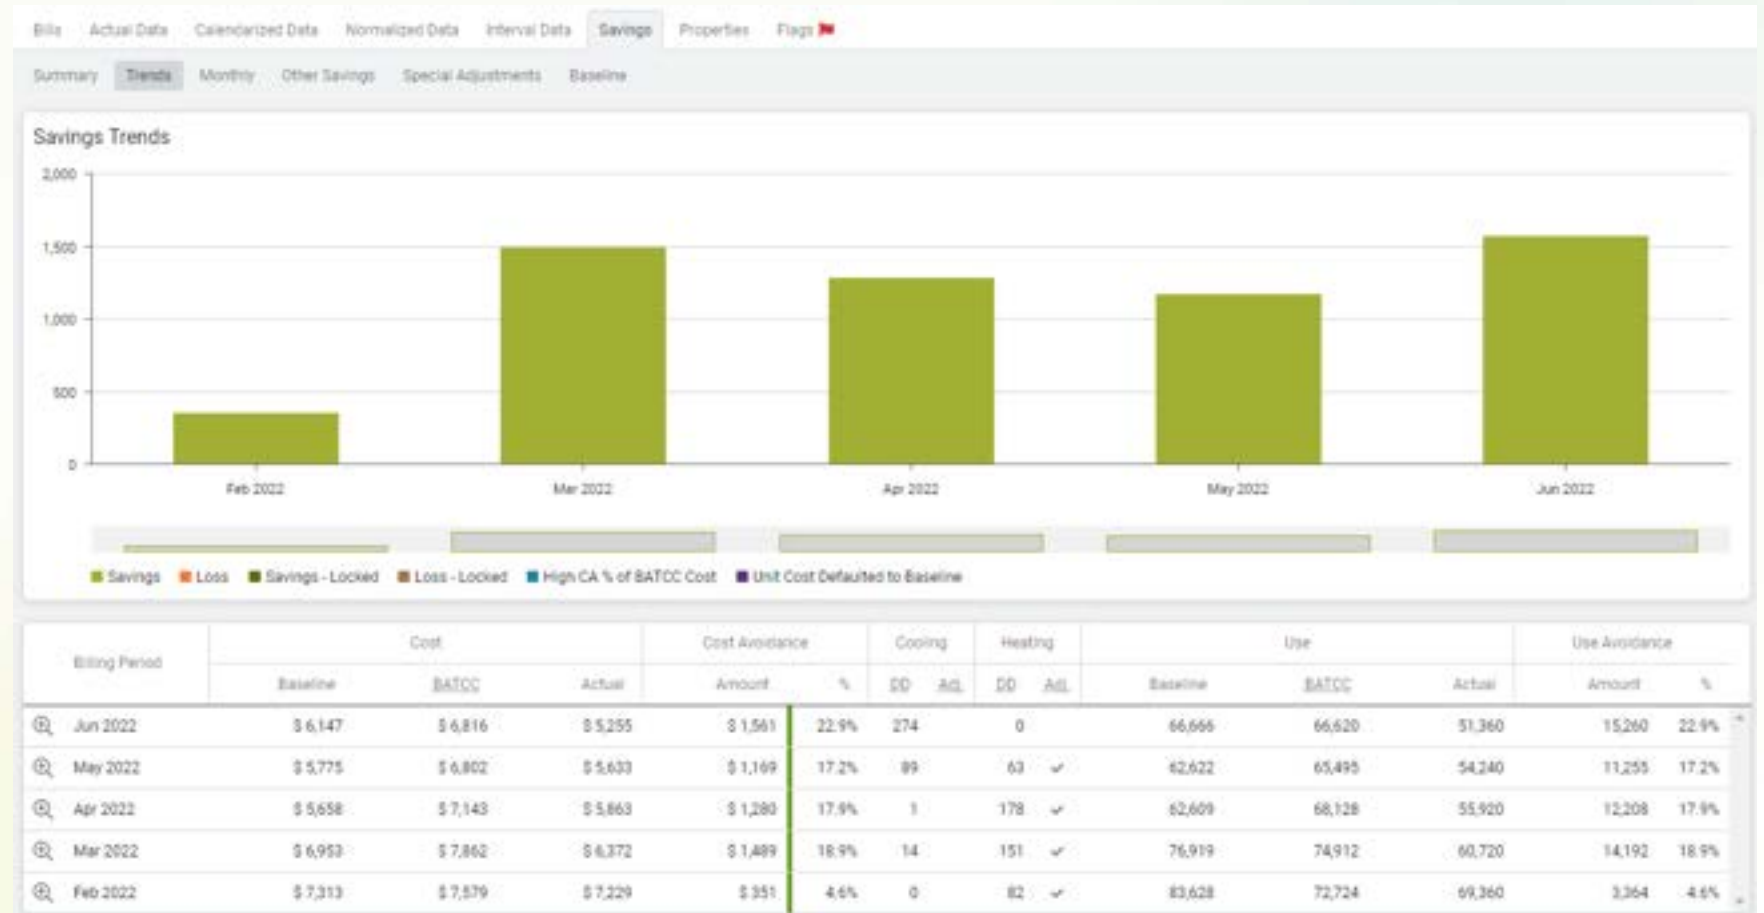 Bills Actual Data Calendarized Data Normalized Data Interval Data Savings Properties Flags
Summary Trends Monthly Other Savings Special Adjustments Baseline
Savings Trends
2,000
1,500
1,000
500
0
Feb 2022 Mar 2022 Apr 2022 May 2022 Jun 2022
Savings Loss Savings - Locked Loss - Locked High CA % of BATCC Cost Unit Cost Defaulted to Baseline
Billing Period Cost Cost Avoidance Cooling Heating Use Use Avoidance
Baseline BATCC Actual Amount % DD Adj. DD Adj. Baseline BATCC Actual Amount %
Jun 2022 $ 6,147 $ 6,816 $ 5,255 $ 1,561 22.9% 274 0 66,666 66,620 51,360 15,260 22.9%
May 2022 $ 5,775 $ 6,802 $ 5,633 $ 1,169 17.2% 89 63 ✓ 62,622 65,495 54,240 11,255 17.2%
Apr 2022 $ 5,658 $ 7,143 $ 5,863 $ 1,280 17.9% 1 178 ✓ 62,609 68,128 55,920 12,208 17.9%
Mar 2022 $ 6,953 $ 7,862 $ 6,372 $ 1,489 18.9% 14 151 ✓ 76,919 74,912 60,720 14,192 18.9%
Feb 2022 $ 7,313 $ 7,579 $ 7,229 $ 351 4.6% 0 82 ✓ 83,628 72,724 69,360 3,364 4.6%